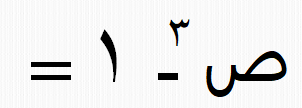 ص٣ - ١ =